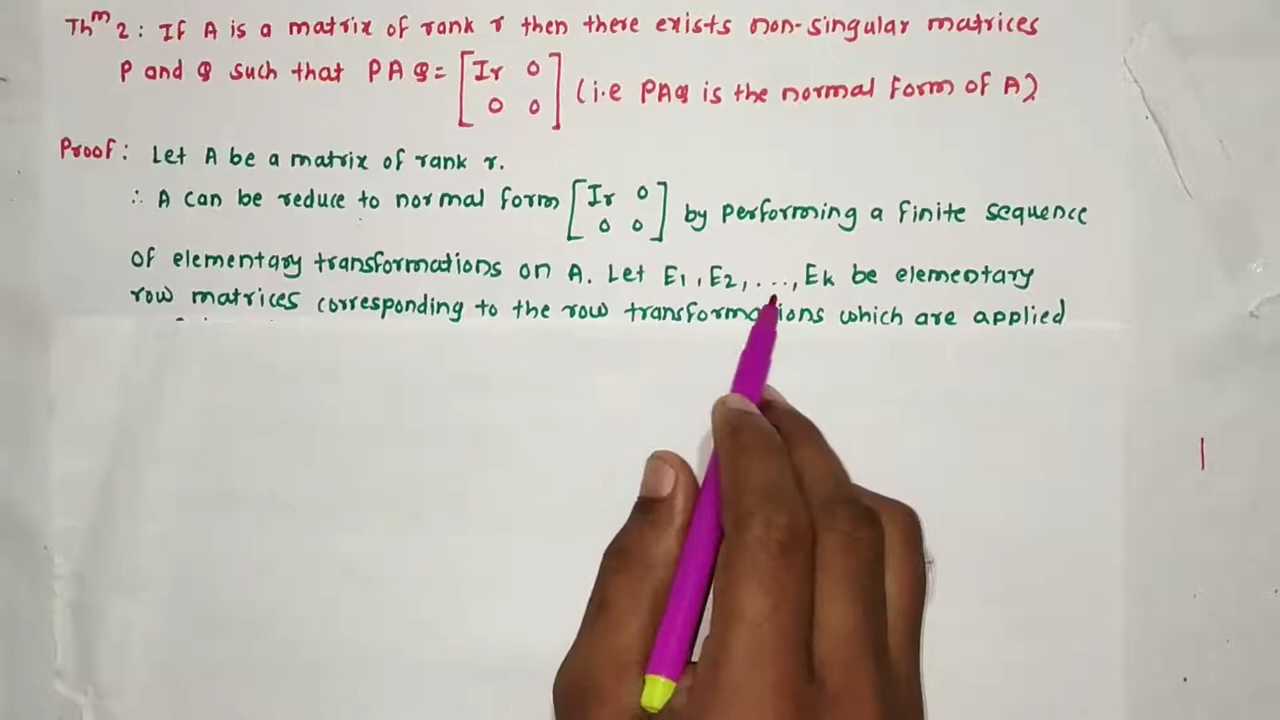 Thm 2: If A is a matrix of rank r then there exists non-singular matrices
P and Q such that PAQ = [Ir 0 0 0] (i.e PAQ is the normal form of A)
Proof: Let A be a matrix of rank r.
∴ A can be reduce to normal form [Ir 0 0 0] by performing a finite sequence
of elementary transformations on A. Let E1, E2, ..., Ek be elementary
row matrices corresponding to the row transformations which are applied